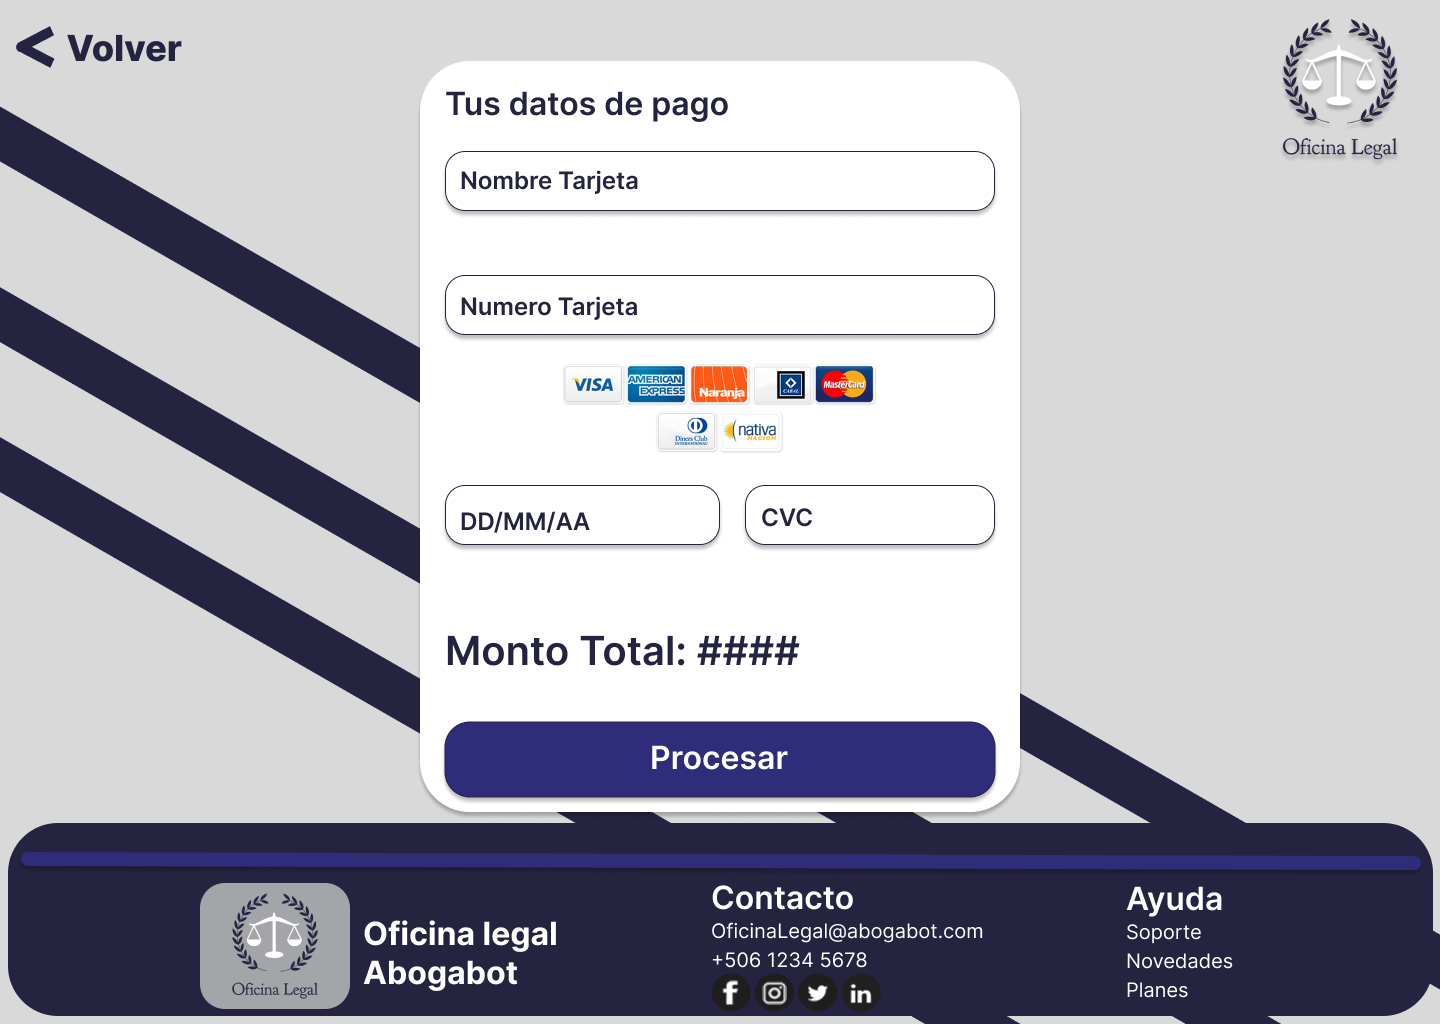 < Volver
Oficina Legal
Tus datos de pago
Nombre Tarjeta
Numero Tarjeta
VISA AMERICAN EXPRESS Naranja CABAL MasterCard
Diners Club INTERNATIONAL nativa NACION
DD/MM/AA CVC
Monto Total: ####
Procesar
Oficina Legal
Oficina legal
Abogabot
Contacto
OficinaLegal@abogabot.com
+506 1234 5678
Ayuda
Soporte
Novedades
Planes